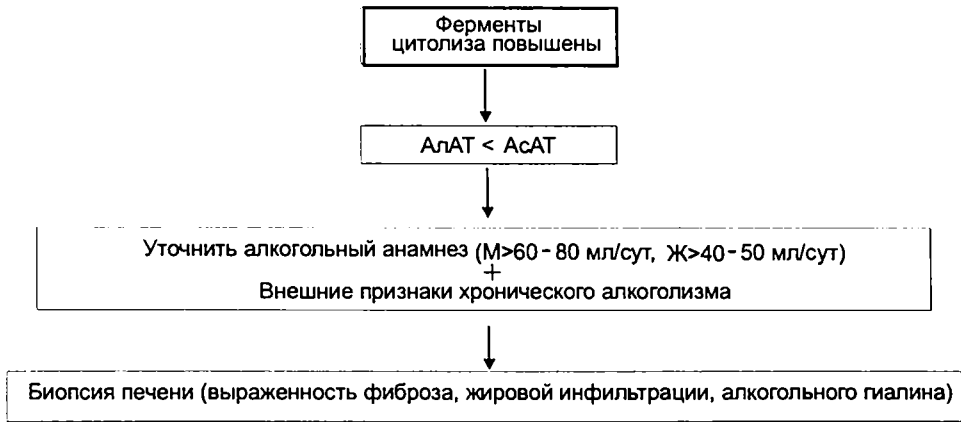 Ферменты
цитолиза повышены
АлАТ < АсАТ
Уточнить алкогольный анамнез (М>60-80 мл/сут, Ж>40-50 мл/сут)
+
Внешние признаки хронического алкоголизма
Биопсия печени (выраженность фиброза, жировой инфильтрации, алкогольного гиалина)